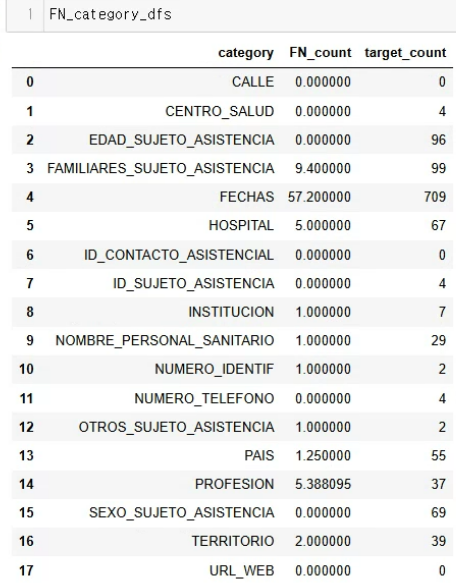 1 FN_category_dfs
category FN_count target_count
0 CALLE 0.000000 0
1 CENTRO_SALUD 0.000000 4
2 EDAD_SUJETO_ASISTENCIA 0.000000 96
3 FAMILIARES_SUJETO_ASISTENCIA 9.400000 99
4 FECHAS 57.200000 709
5 HOSPITAL 5.000000 67
6 ID_CONTACTO_ASISTENCIAL 0.000000 0
7 ID_SUJETO_ASISTENCIA 0.000000 4
8 INSTITUCION 1.000000 7
9 NOMBRE_PERSONAL_SANITARIO 1.000000 29
10 NUMERO_IDENTIF 1.000000 2
11 NUMERO_TELEFONO 0.000000 4
12 OTROS_SUJETO_ASISTENCIA 1.000000 2
13 PAIS 1.250000 55
14 PROFESION 5.388095 37
15 SEXO_SUJETO_ASISTENCIA 0.000000 69
16 TERRITORIO 2.000000 39
17 URL_WEB 0.000000 0